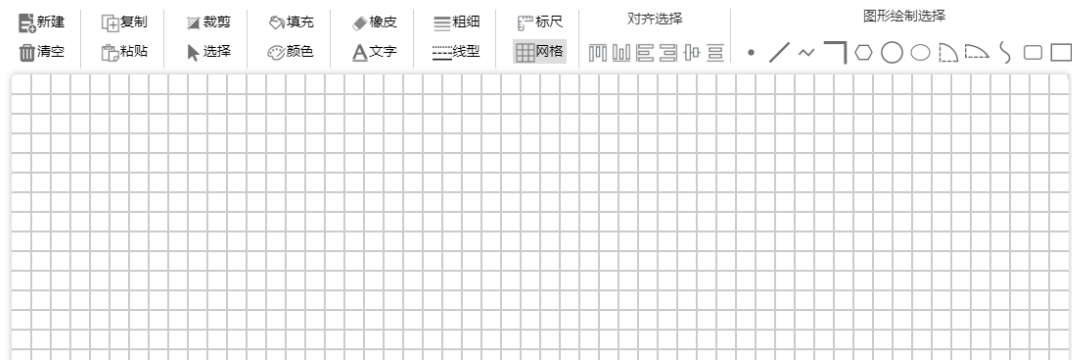 新建 复制 裁剪 填充 橡皮 粗细 标尺 对齐选择 图形绘制选择
清空 粘贴 选择 颜色 文字 线型 网格